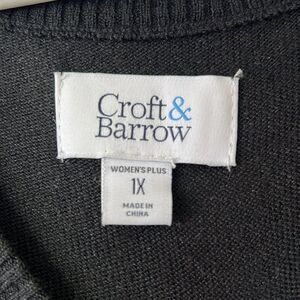 Croft&
Barrow
WOMEN'S PLUS
1X
MADE IN
CHINA